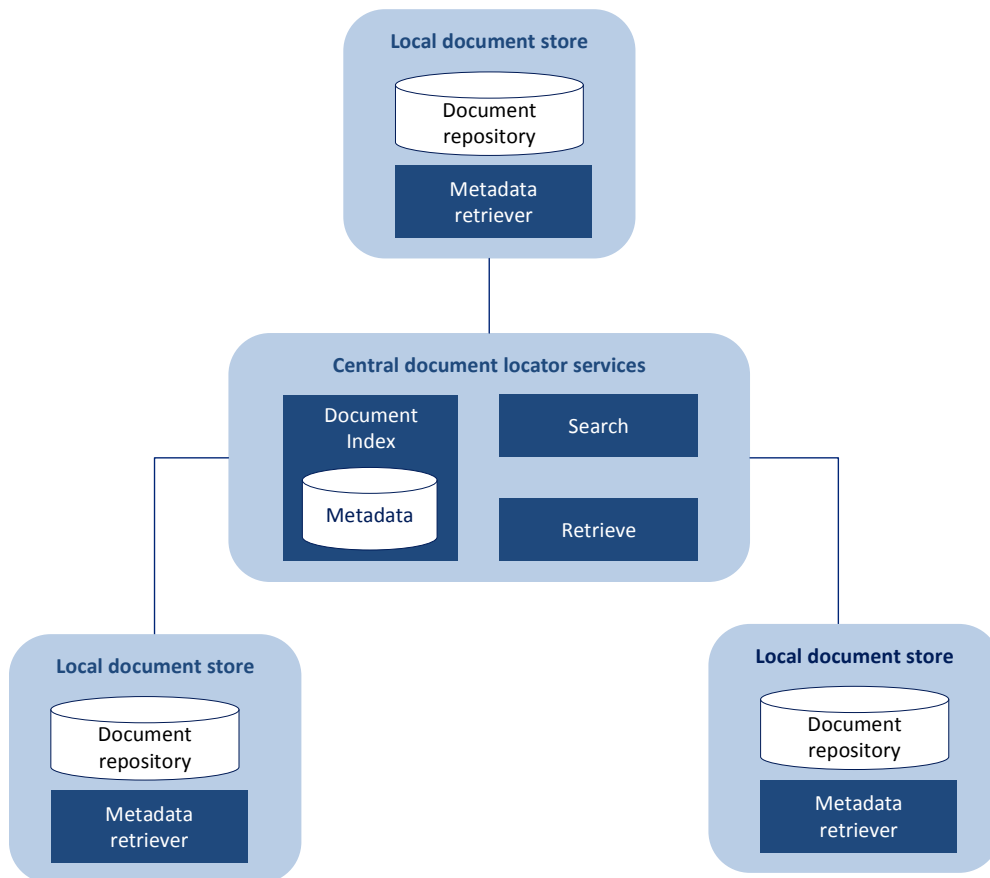 Local document store
Document
repository
Metadata
retriever
Central document locator services
Document
Index
Metadata
Search
Retrieve
Local document store
Document
repository
Metadata
retriever
Local document store
Document
repository
Metadata
retriever